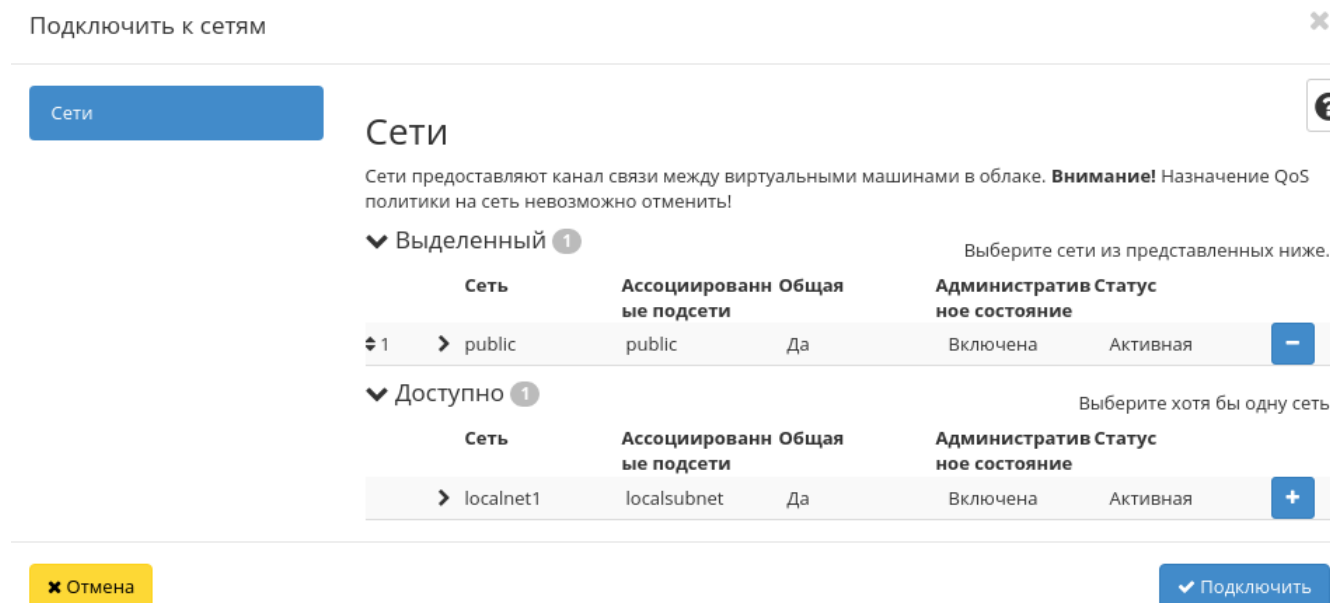 Подключить к сетям
Сети
Сети
Сети предоставляют канал связи между виртуальными машинами в облаке. Внимание! Назначение QoS
политики на сеть невозможно отменить!
Выделенный 1
Выберите сети из представленных ниже.
Сеть Ассоциированн Общая Административ Статус
ые подсети ное состояние
1 public public Да Включена Активная
Доступно 1
Выберите хотя бы одну сеть
Сеть Ассоциированн Общая Административ Статус
ые подсети ное состояние
localnet1 localsubnet Да Включена Активная
Отмена Подключить